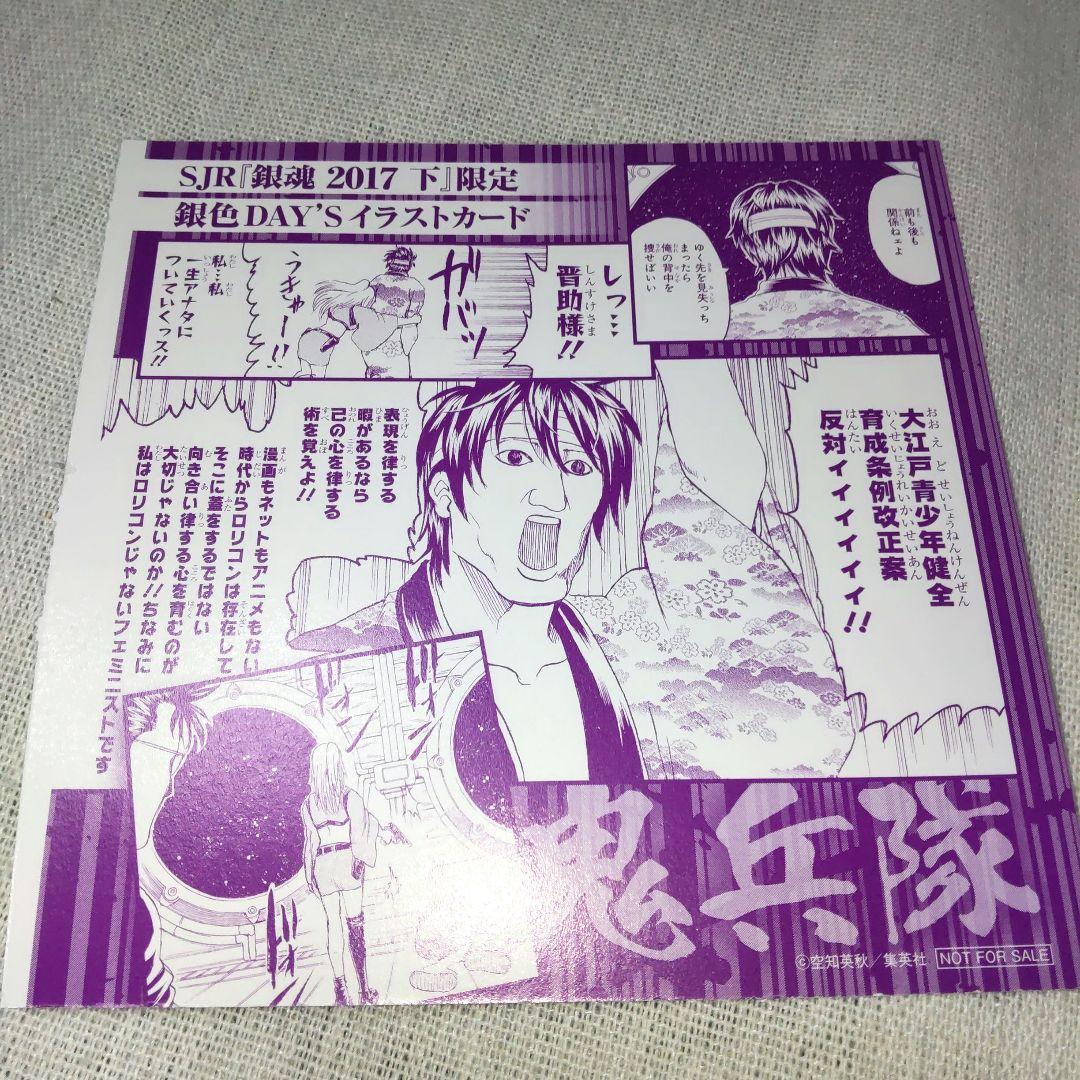 SJR『銀魂 2017 下』限定
銀色DAY'Sイラストカード
前も後も
関係ねェよ
ゆく先を見失っち
まったら
俺の背中を
捜せばいい
しっ…
晋助様!!
ガバッ
うきゃー!!
私…私
一生アナタに
ついていくっス!!
大江戸青少年健全
育成条例改正案
反対ィィィィィィ!!
表現を律する
暇があるなら
己の心を律する
術を覚えよ!!
漫画もネットもアニメもない
時代からロリコンは存在して
そこに蓋をするではない
向き合い律する心を育むのが
大切じゃないのか!!ちなみに
私はロリコンじゃないフェミニストです
鬼兵隊
©空知英秋/集英社
NOT FOR SALE